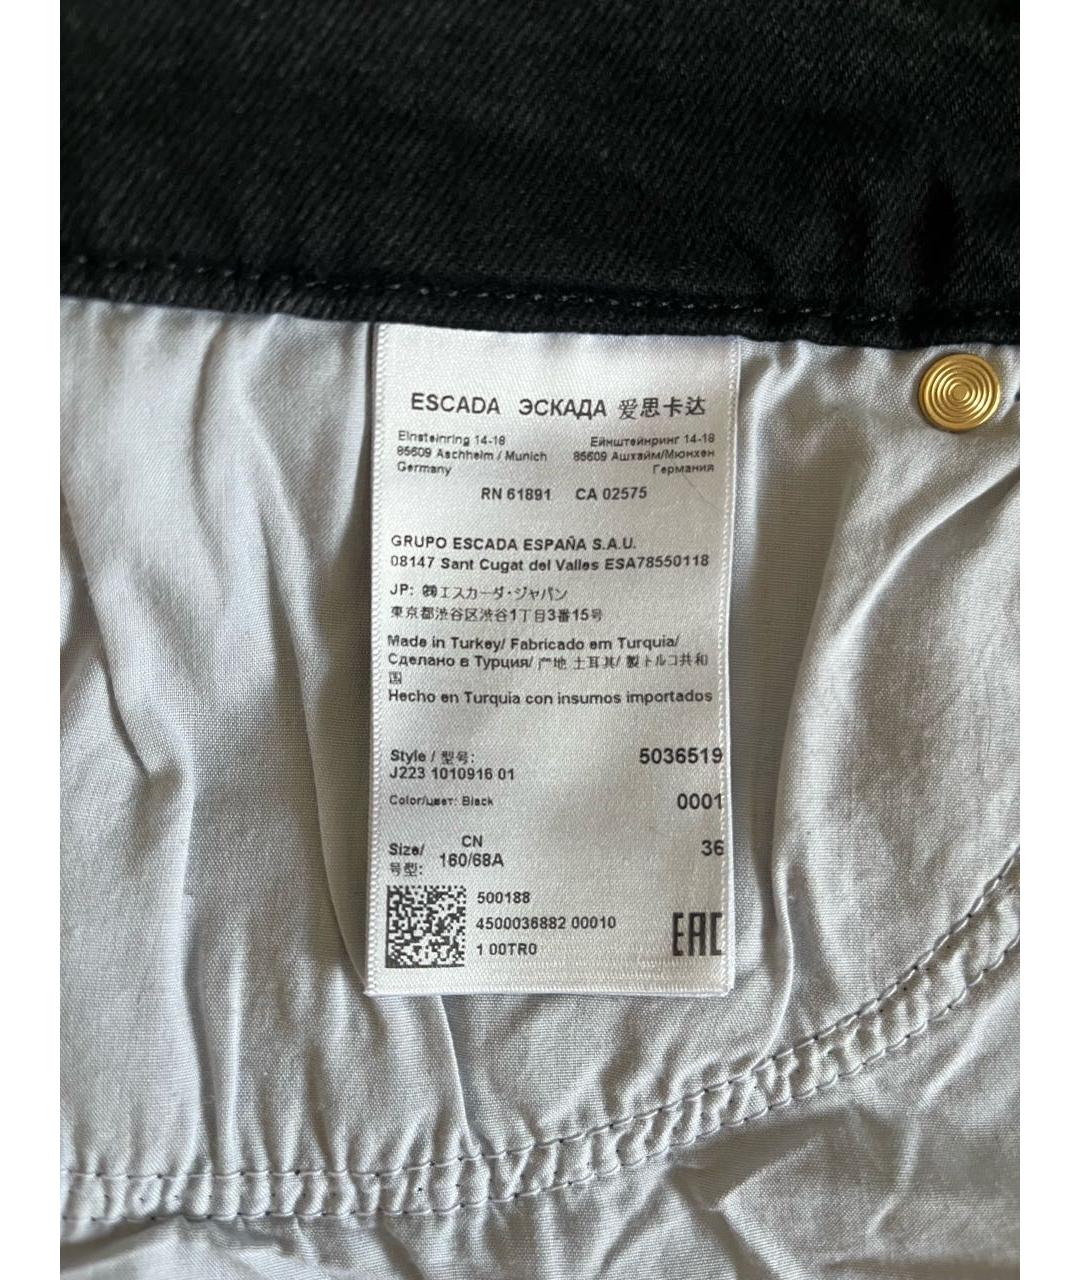 ESCADA ЭСКАДА 爱思卡达
Einsteinring 14-18 Ейнштейнринг 14-18
85609 Aschheim / Munich 85609 Ашхайм/Мюнхен
Germany Германия
RN 61891 CA 02575
GRUPO ESCADA ESPAÑA S.A.U.
08147 Sant Cugat del Valles ESA78550118
JP: ㈱エスカーダ・ジャパン
東京都渋谷区渋谷1丁目3番15号
Made in Turkey/ Fabricado em Turquia/
Сделано в Турции/ 产地 土耳其/ 製トルコ共和
国
Hecho en Turquia con insumos importados
Style / 型号: 5036519
J223 1010916 01
Color/цвет: Black 0001
Size/ CN 36
号型: 160/68A
500188
4500036882 00010
1 00TR0 EAC